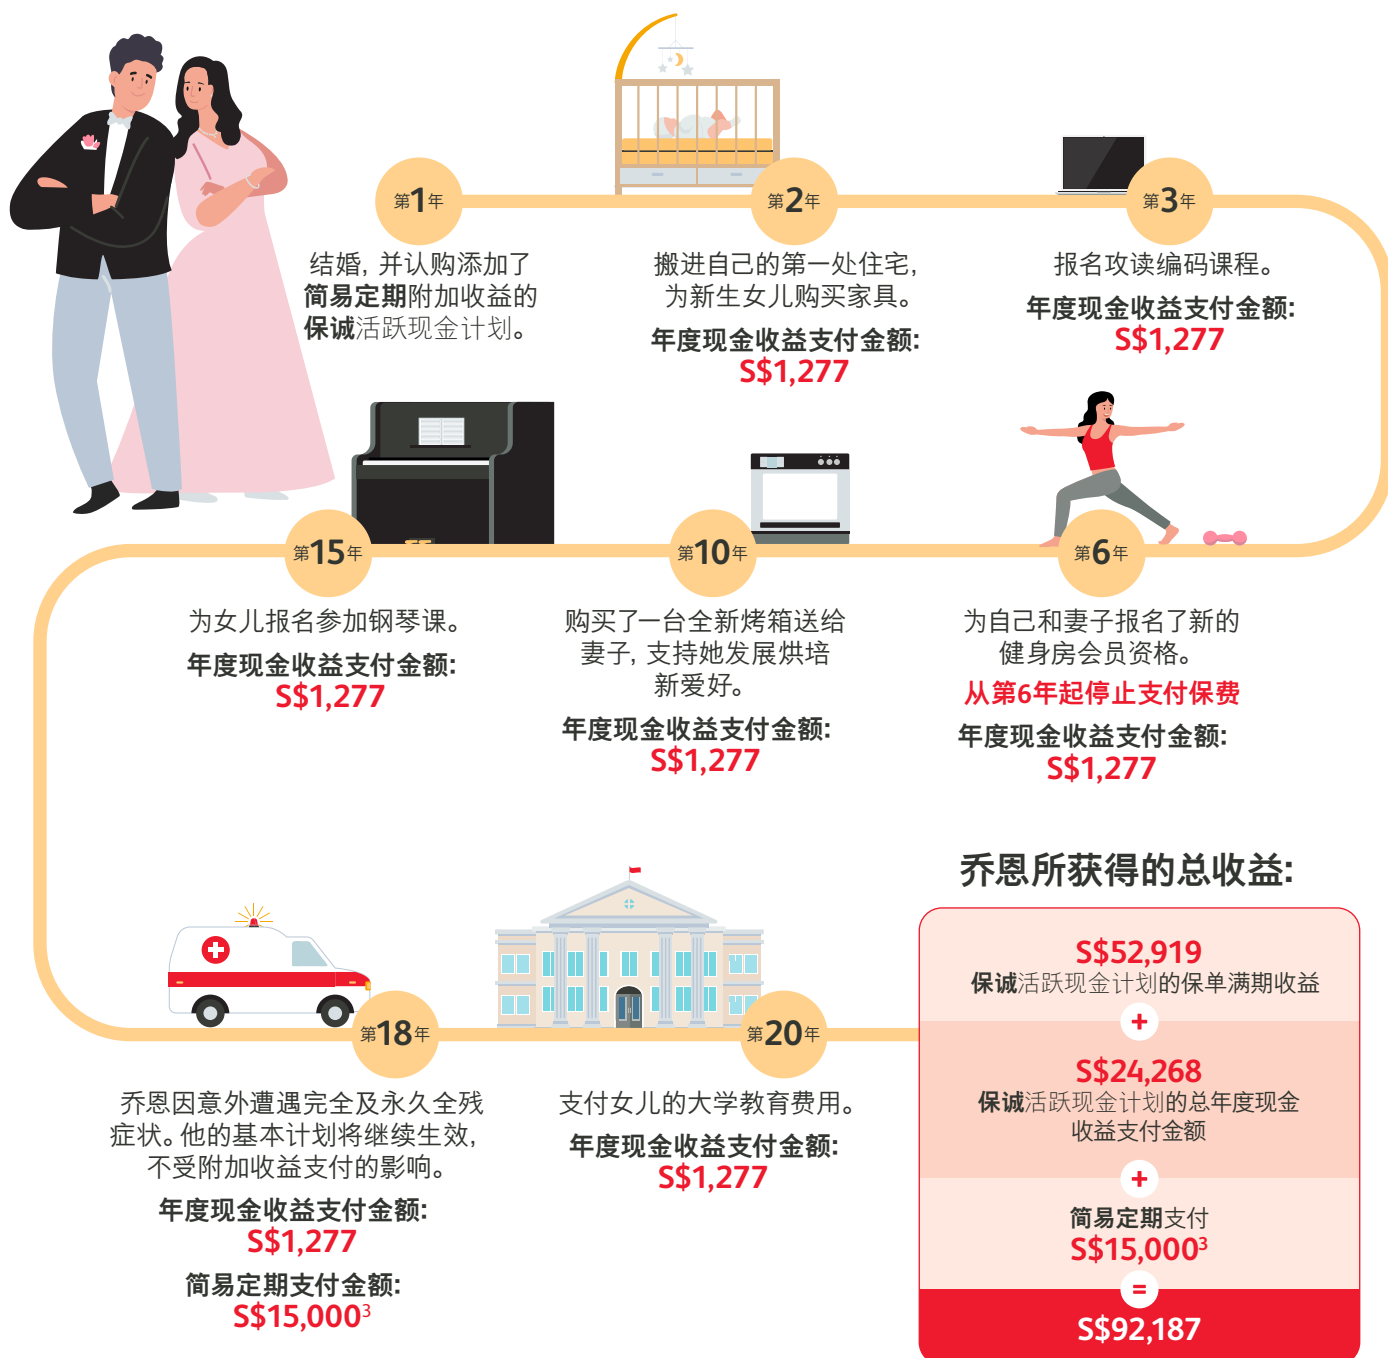 第1年
结婚, 并认购添加了
简易定期附加收益的
保诚活跃现金计划。
第2年
搬进自己的第一处住宅,
为新生女儿购买家具。
年度现金收益支付金额:
S$1,277
第3年
报名攻读编码课程。
年度现金收益支付金额:
S$1,277
第6年
为自己和妻子报名了新的
健身房会员资格。
从第6年起停止支付保费
年度现金收益支付金额:
S$1,277
第10年
购买了一台全新烤箱送给
妻子, 支持她发展烘培
新爱好。
年度现金收益支付金额:
S$1,277
第15年
为女儿报名参加钢琴课。
年度现金收益支付金额:
S$1,277
第18年
乔恩因意外遭遇完全及永久全残
症状。他的基本计划将继续生效,
不受附加收益支付的影响。
年度现金收益支付金额:
S$1,277
简易定期支付金额:
S$15,000³
第20年
支付女儿的大学教育费用。
年度现金收益支付金额:
S$1,277
乔恩所获得的总收益:
S$52,919
保诚活跃现金计划的保单满期收益
+
S$24,268
保诚活跃现金计划的总年度现金
收益支付金额
+
简易定期支付
S$15,000³
=
S$92,187